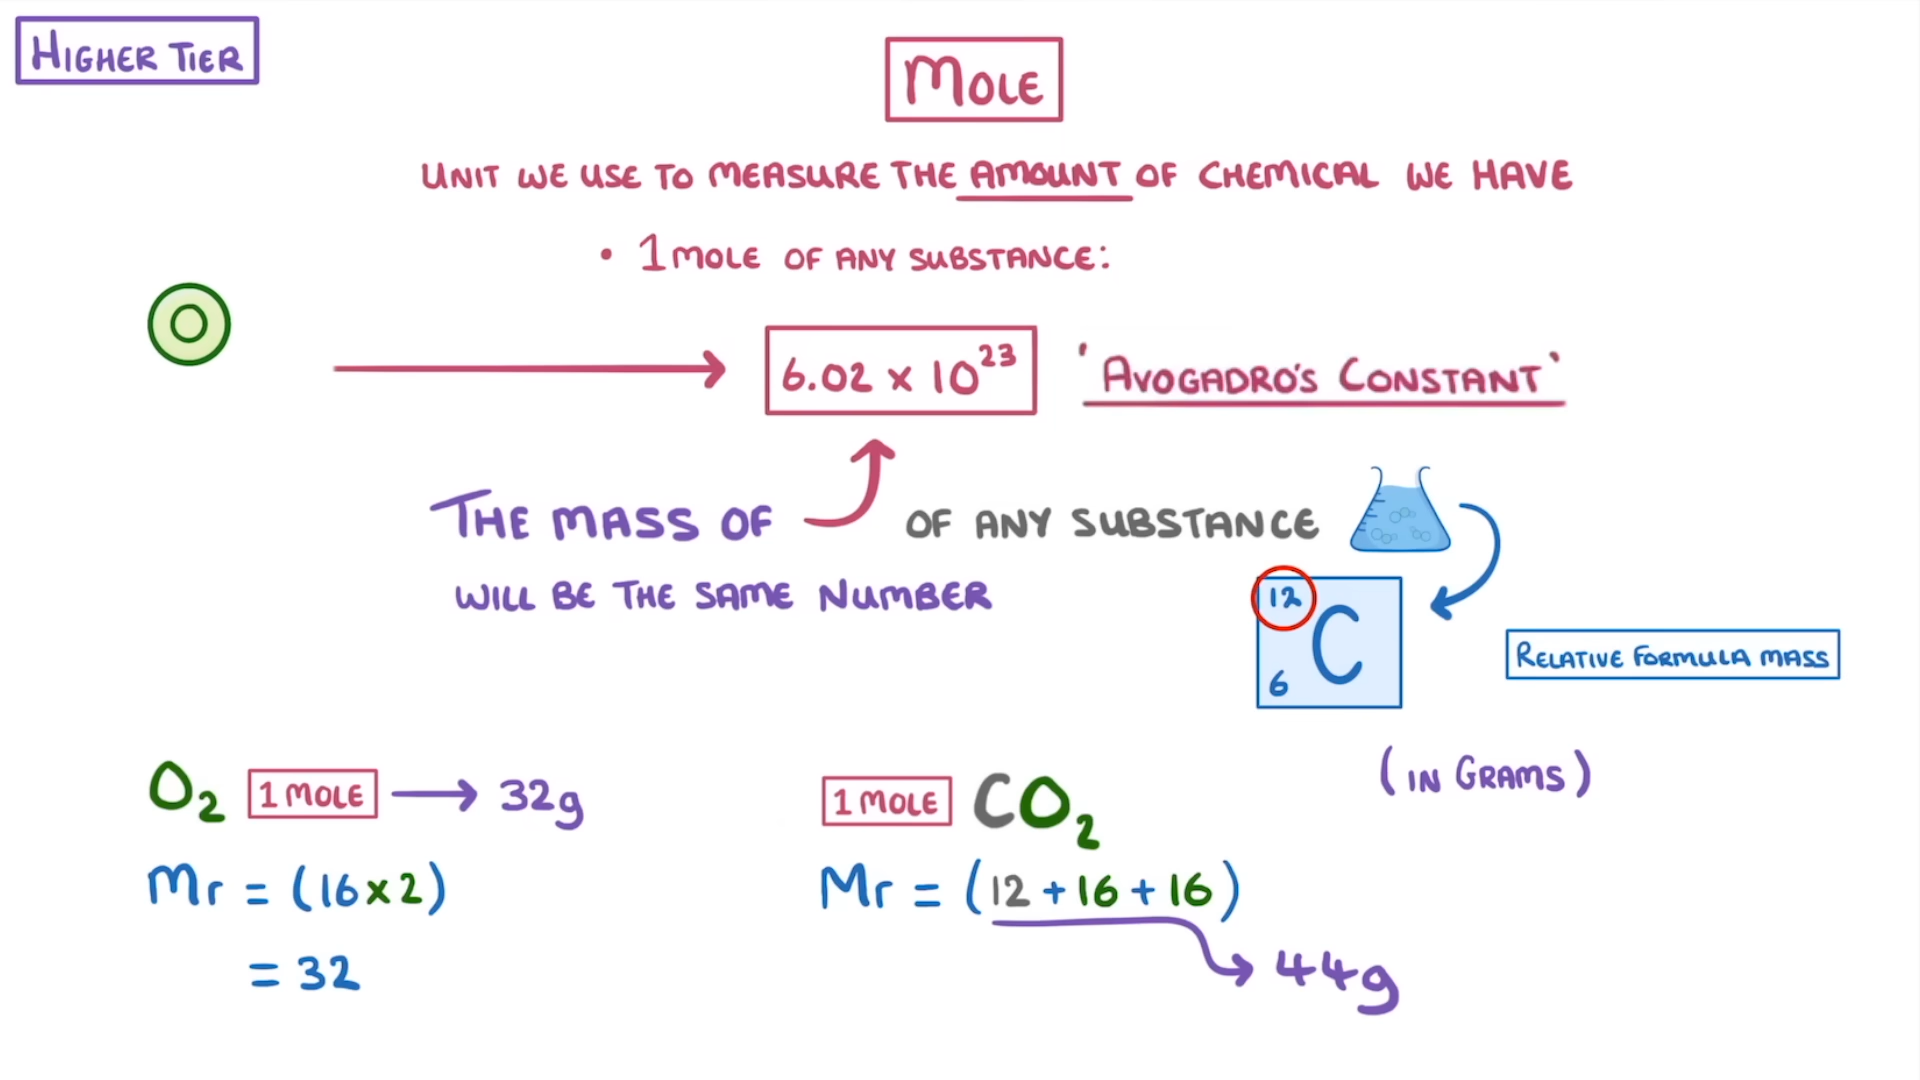 HIGHER TIER
MOLE
UNIT WE USE TO MEASURE THE AMOUNT OF CHEMICAL WE HAVE
• 1 MOLE OF ANY SUBSTANCE:
O
6.02 x 10²³ 'AVOGADRO'S CONSTANT'
THE MASS OF OF ANY SUBSTANCE
WILL BE THE SAME NUMBER
12
C
6
RELATIVE FORMULA MASS
(IN GRAMS)
O₂ 1 MOLE → 32g
Mr = (16 x 2)
= 32
1 MOLE CO₂
Mr = (12 + 16 + 16)
44g